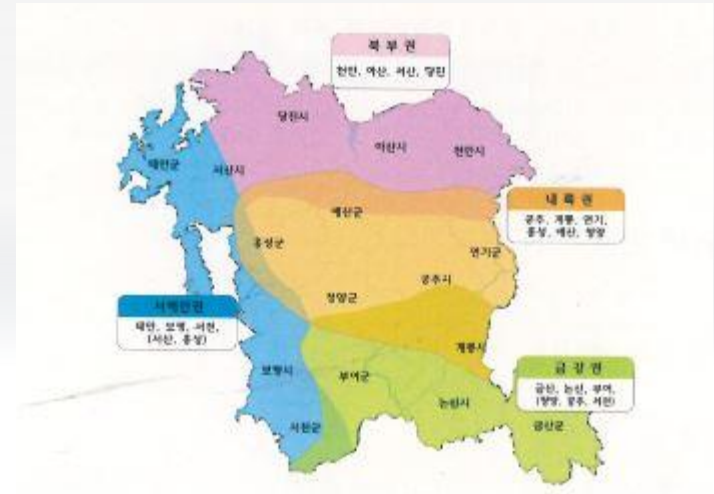 북부권
천안, 아산, 서산, 당진
당진시
아산시
천안시
태안군
서산시
내륙권
공주, 계룡, 연기,
홍성, 예산, 청양
예산군
홍성군
연기군
공주시
청양군
서해안권
태안, 보령, 서천,
(서산, 홍성)
계룡시
보령시
부여군
금강권
금산, 논산, 부여,
(청양, 공주, 서천)
논산시
서천군
금산군